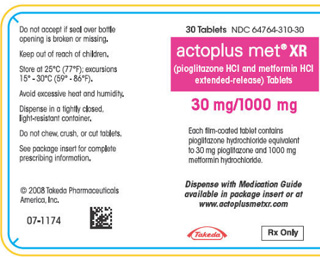 Do not accept if seal over bottle
opening is broken or missing.
Keep out of reach of children.
Store at 25°C (77°F): excursions
15° - 30°C (59° - 86°F).
Avoid excessive heat and humidity.
Dispense in a tightly closed,
light-resistant container.
Do not chew, crush, or cut tablets.
See package insert for complete
prescribing information.
© 2008 Takeda Pharmaceuticals
America, Inc.
07-1174
30 Tablets NDC 64764-310-30
actoplus met® XR
(pioglitazone HCl and metformin HCl
extended-release) Tablets
30 mg/1000 mg
Each film-coated tablet contains
pioglitazone hydrochloride equivalent
to 30 mg pioglitazone and 1000 mg
metformin hydrochloride.
Dispense with Medication Guide
available in package insert or at
www.actoplusmetxr.com
Takeda
Rx Only